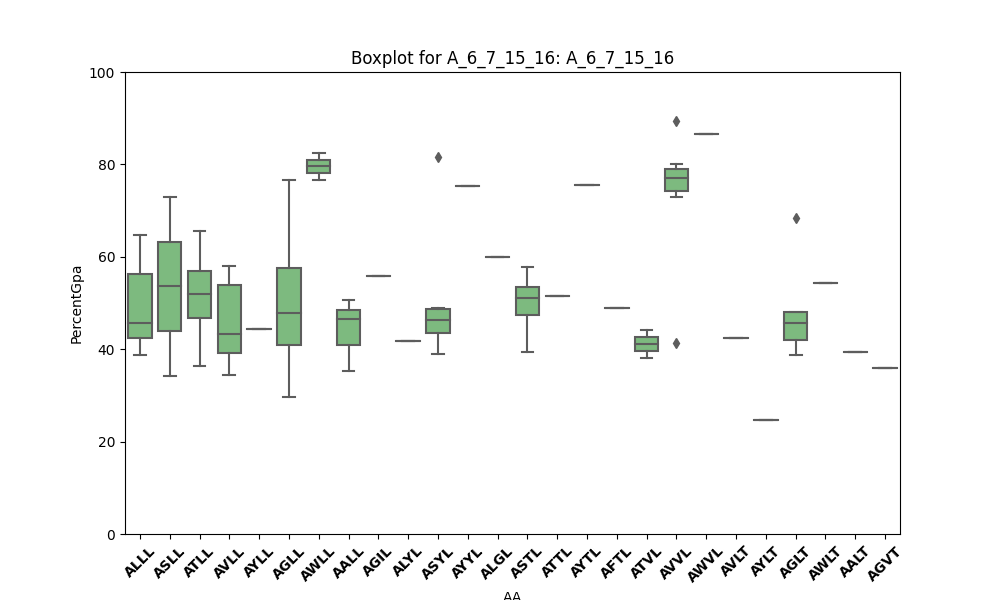 Boxplot for A_6_7_15_16: A_6_7_15_16
100
80
60
40
20
0
PercentGpa
ALLL ASLL ATLL AVLL AYLL AGLL AWLL AALL AGIL ALYL ASYL AYYL ALGL ASTL ATTL AYTL AFTL ATVL AVVL AWVL AVLT AYLT AGLT AWLT AALT AGVT
AA